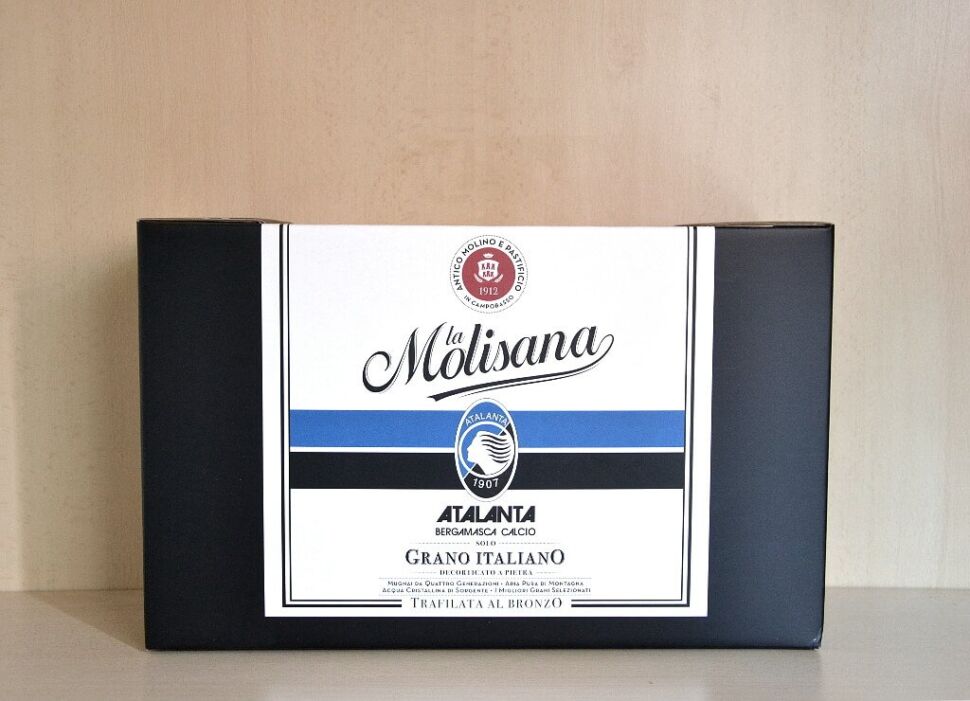 ANTICO MOLINO E PASTIFICIO
1912
IN CAMPOBASSO
la
Molisana
ATALANTA
1907
ATALANTA
BERGAMASCA CALCIO
SOLO
GRANO ITALIANO
DECORTICATO A PIETRA
MUGNAI DA QUATTRO GENERAZIONI • ARIA PURA DI MONTAGNA
ACQUA CRISTALLINA DI SORGENTE • I MIGLIORI GRANI SELEZIONATI
TRAFILATA AL BRONZO